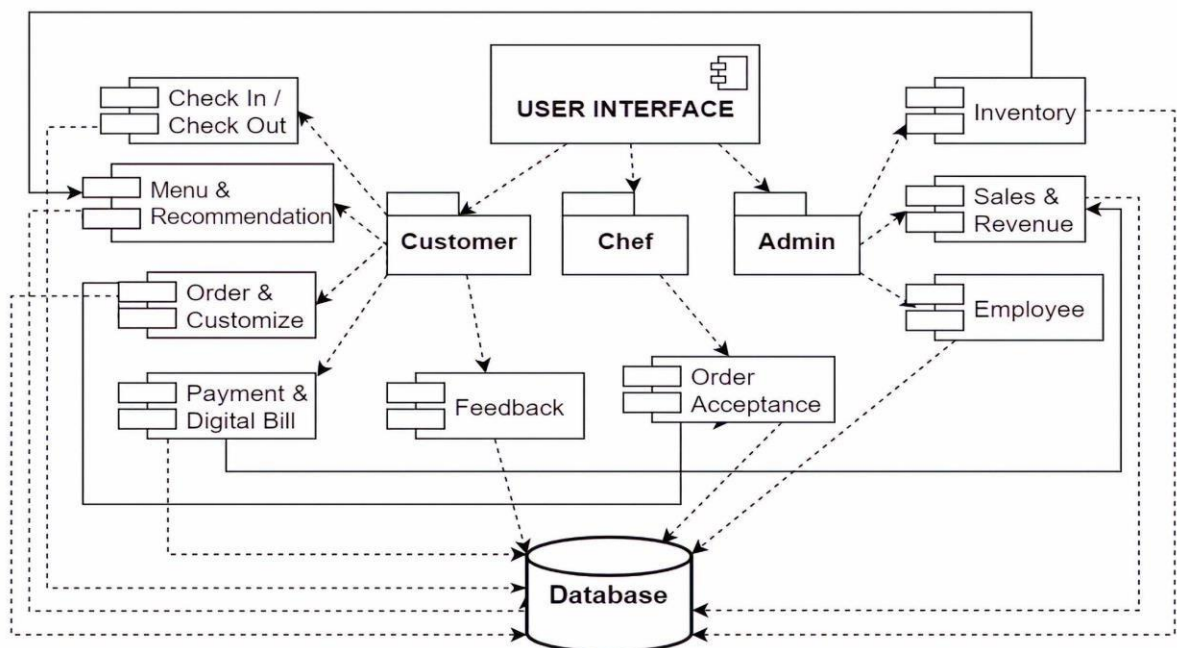 USER INTERFACE
Check In /
Check Out
Inventory
Menu &
Recommendation
Sales &
Revenue
Customer
Chef
Admin
Order &
Customize
Employee
Payment &
Digital Bill
Feedback
Order
Acceptance
Database